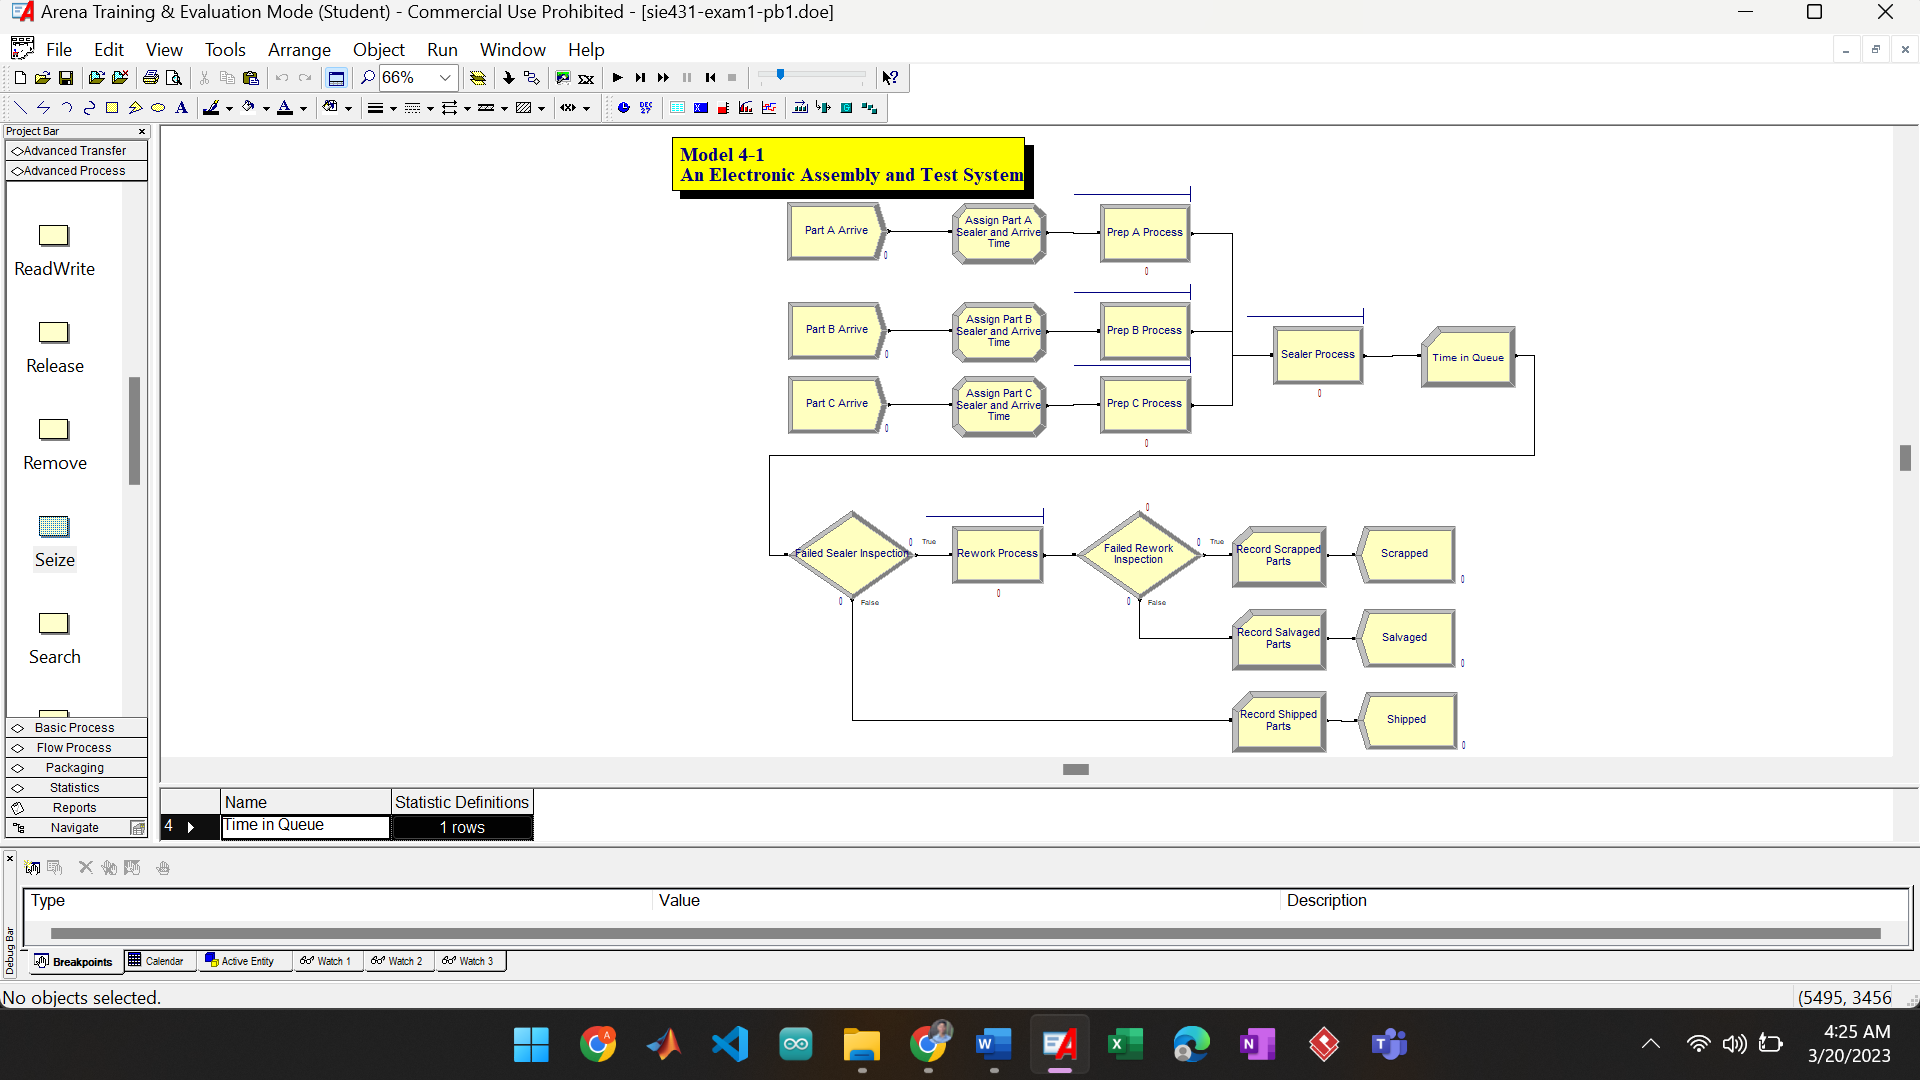 Arena Training & Evaluation Mode (Student) - Commercial Use Prohibited - [sie431-exam1-pb1.doe]
File Edit View Tools Arrange Object Run Window Help
66%
Project Bar
Advanced Transfer
Advanced Process
ReadWrite
Release
Remove
Seize
Search
Basic Process
Flow Process
Packaging
Statistics
Reports
Navigate
Model 4-1
An Electronic Assembly and Test System
Part A Arrive
0
Assign Part A
Sealer and Arrive
Time
Prep A Process
0
Part B Arrive
0
Assign Part B
Sealer and Arrive
Time
Prep B Process
Part C Arrive
0
Assign Part C
Sealer and Arrive
Time
Prep C Process
0
Sealer Process
0
Time in Queue
Failed Sealer Inspection
0 True
0 False
Rework Process
0
0
Failed Rework
Inspection
0 True
0 False
Record Scrapped
Parts
Scrapped
0
Record Salvaged
Parts
Salvaged
0
Record Shipped
Parts
Shipped
0
Name Statistic Definitions
4 Time in Queue 1 rows
Debug Bar
Type Value Description
Breakpoints Calendar Active Entity Watch 1 Watch 2 Watch 3
No objects selected.
(5495, 3456
4:25 AM
3/20/2023